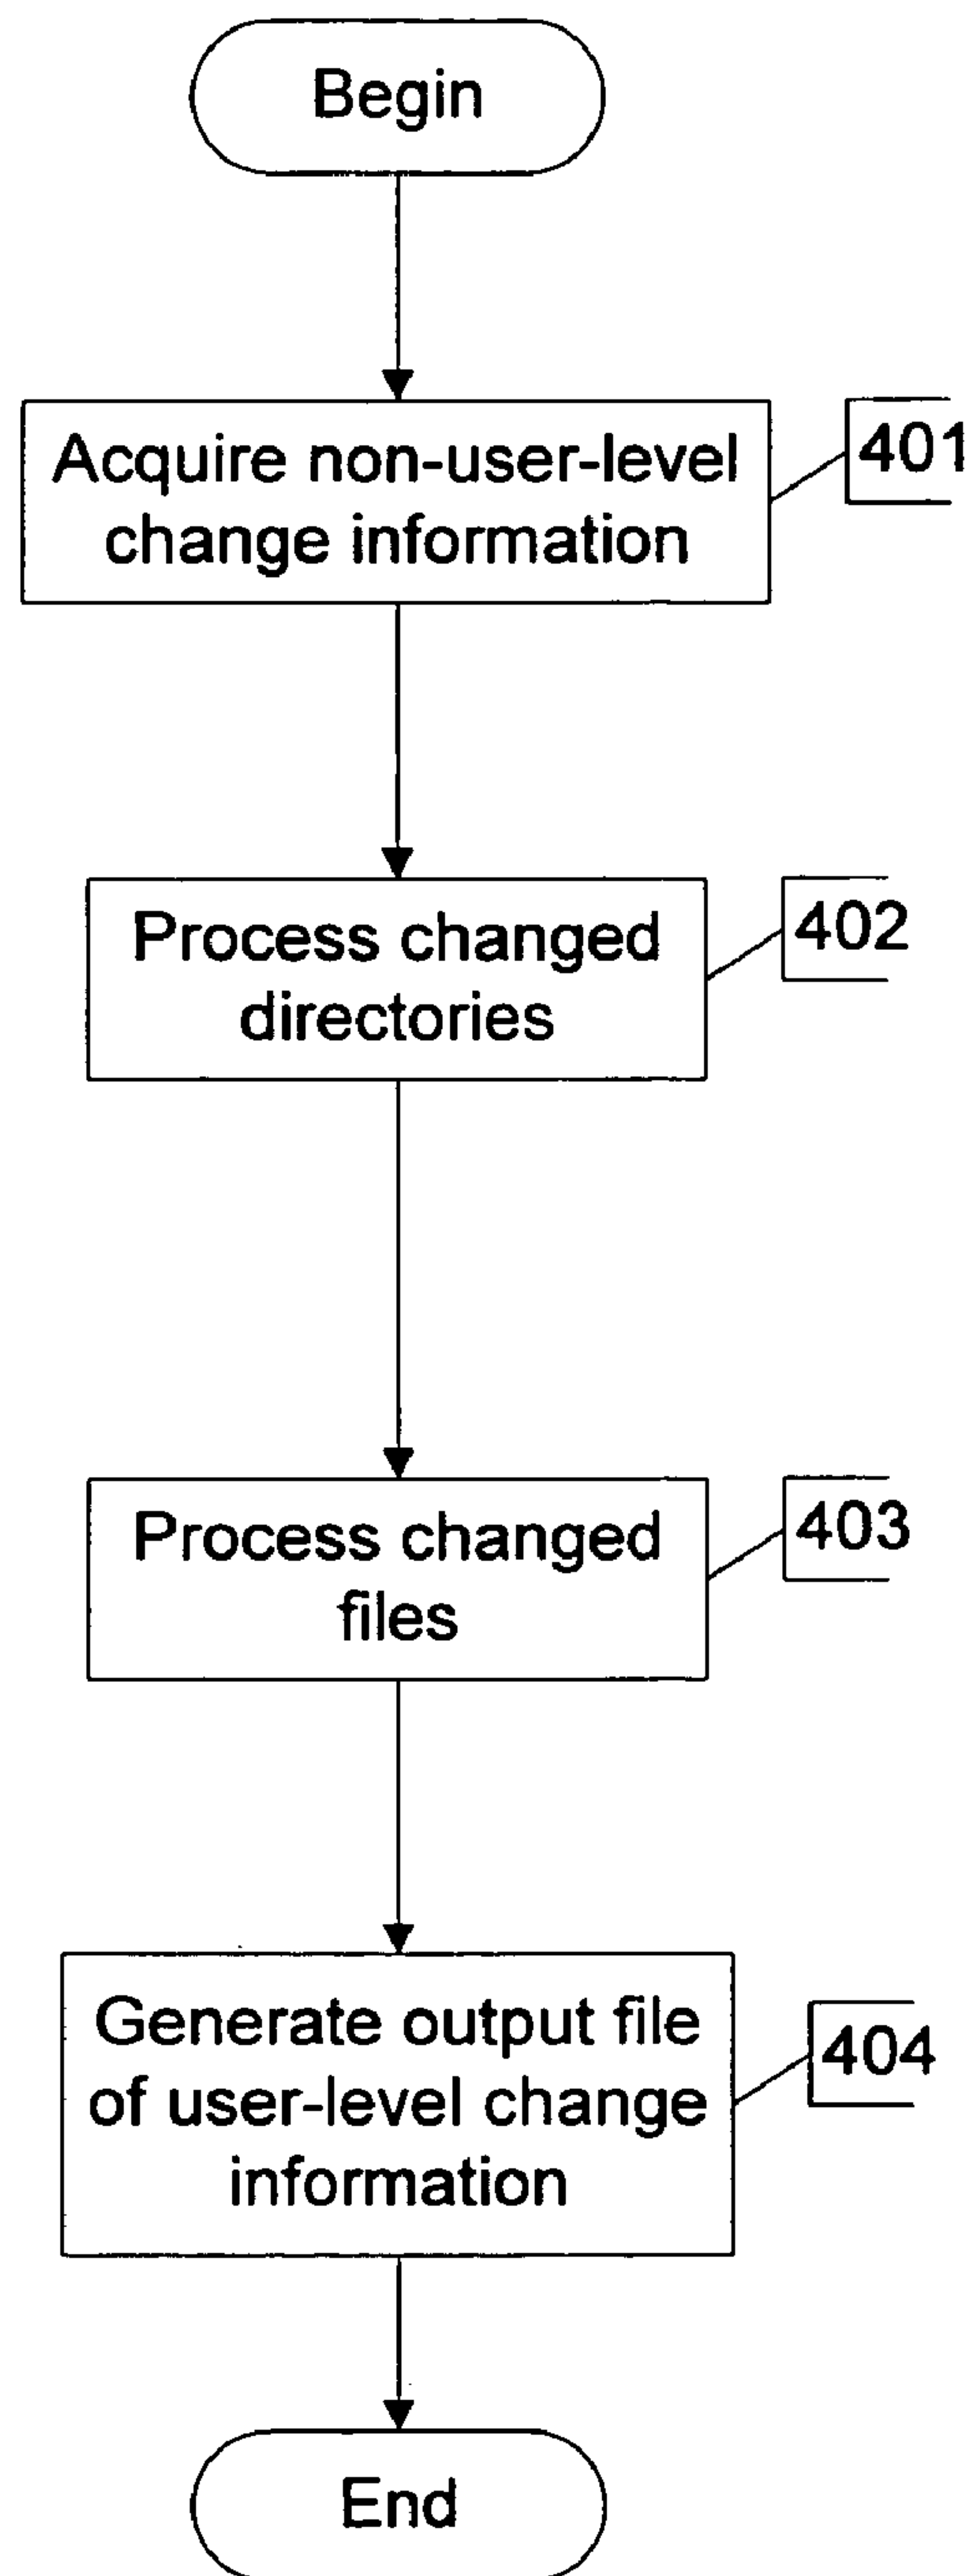 Begin
Acquire non-user-level
change information
401
Process changed
directories
402
Process changed
files
403
Generate output file
of user-level change
information
404
End